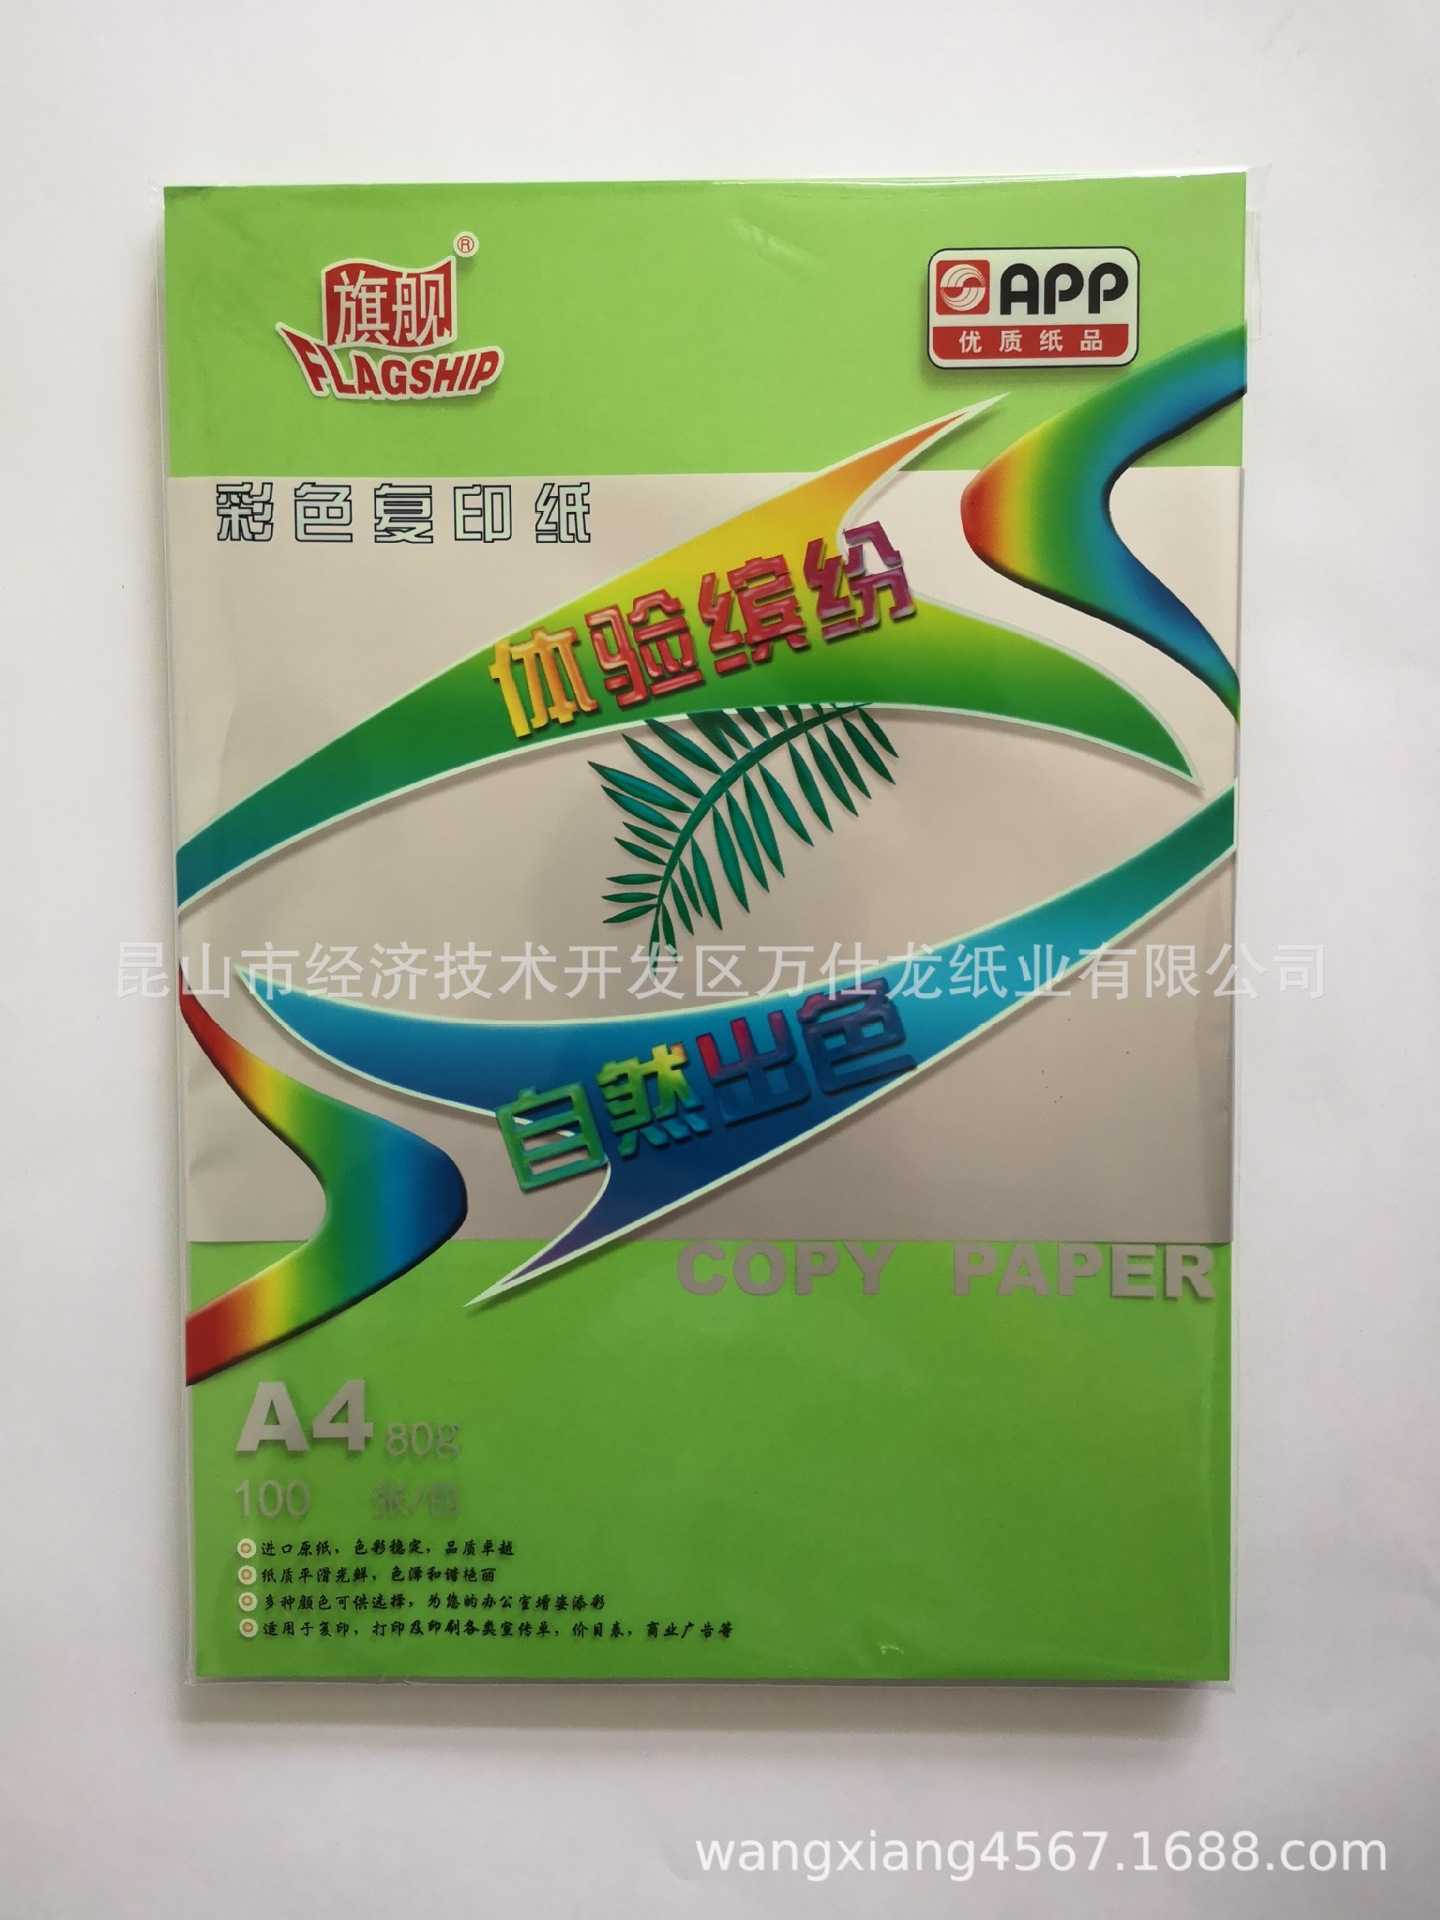 旗舰®
FLAGSHIP
APP
优质纸品
彩色复印纸
体验缤纷
昆山市经济技术开发区万仕龙纸业有限公司
自然出色
COPY PAPER
A4 80g
100 张/包
进口原纸，色彩稳定，品质卓越
纸质平滑光鲜，色泽和谐艳丽
多种颜色可供选择，为您的办公室增姿添彩
适用于复印，打印及印刷各类宣传单，价目表，商业广告等
wangxiang4567.1688.com